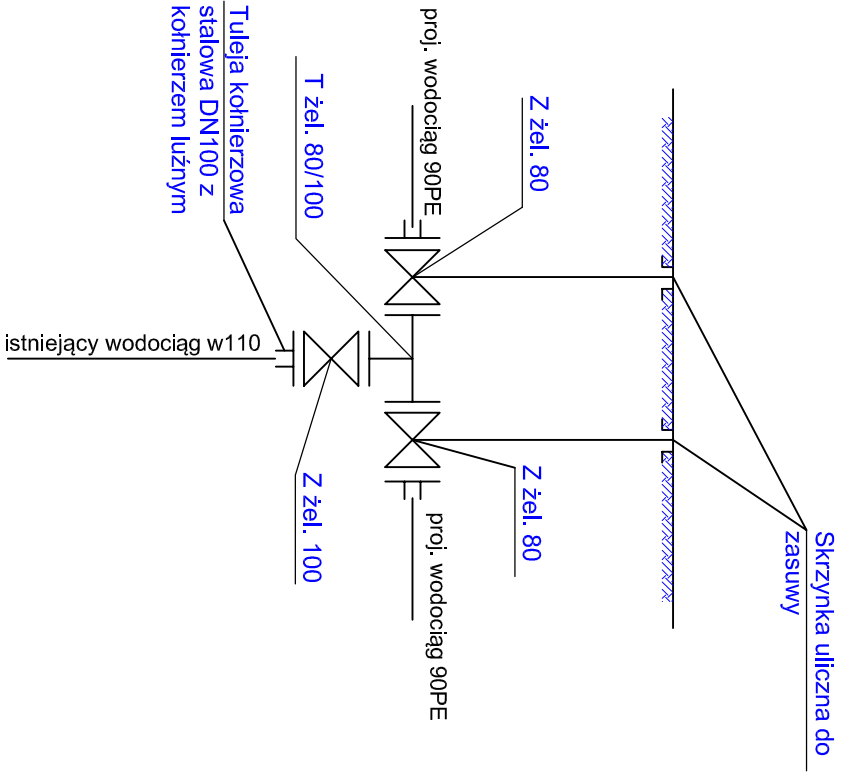 Skrzynka uliczna do
zasuwy
Z żel. 80
Z żel. 80
proj. wodociąg 90PE
proj. wodociąg 90PE
T żel. 80/100
Z żel. 100
Tuleja kołnierzowa
stalowa DN100 z
kołnierzem luźnym
istniejący wodociąg w110